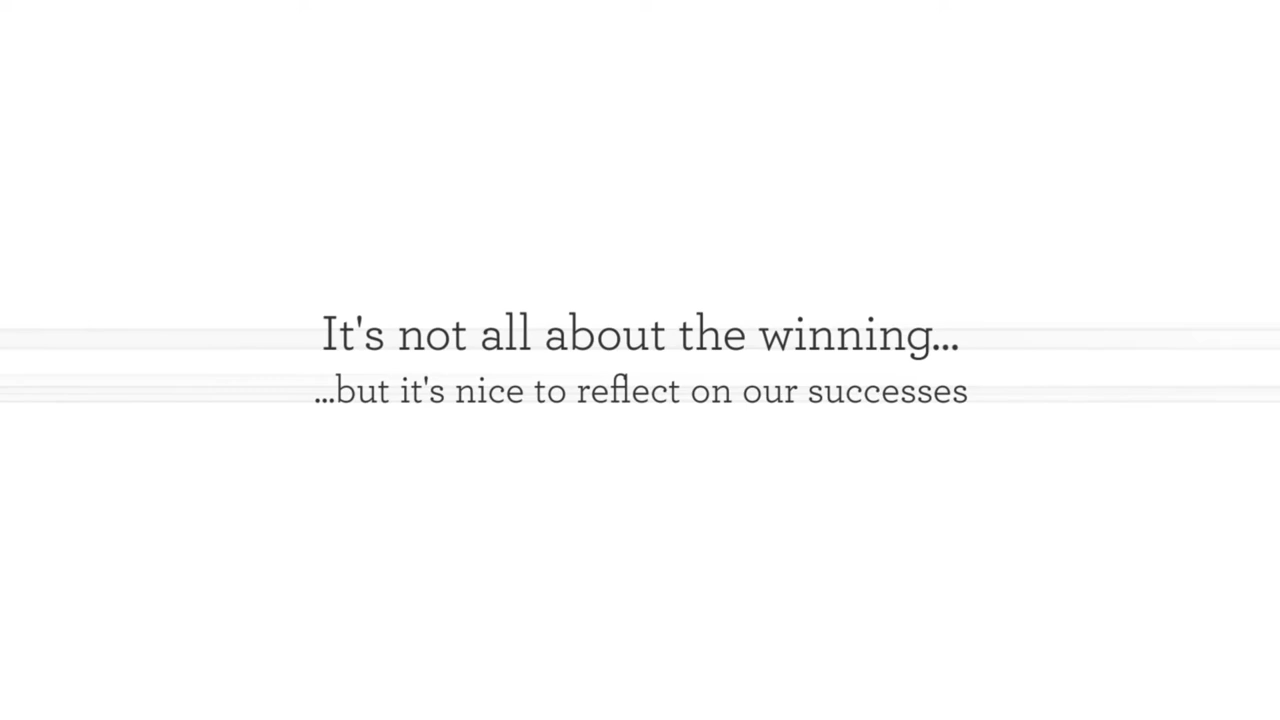 It's not all about the winning...
...but it's nice to reflect on our successes